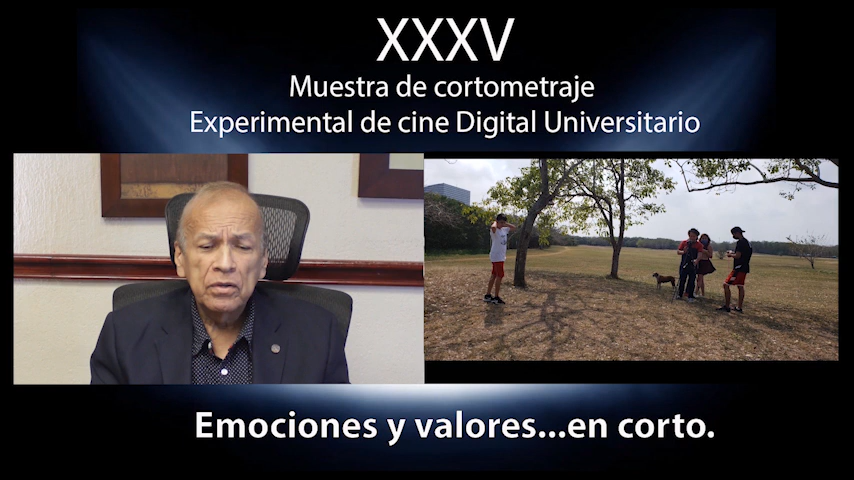 XXXV
Muestra de cortometraje
Experimental de cine Digital Universitario
Emociones y valores...en corto.